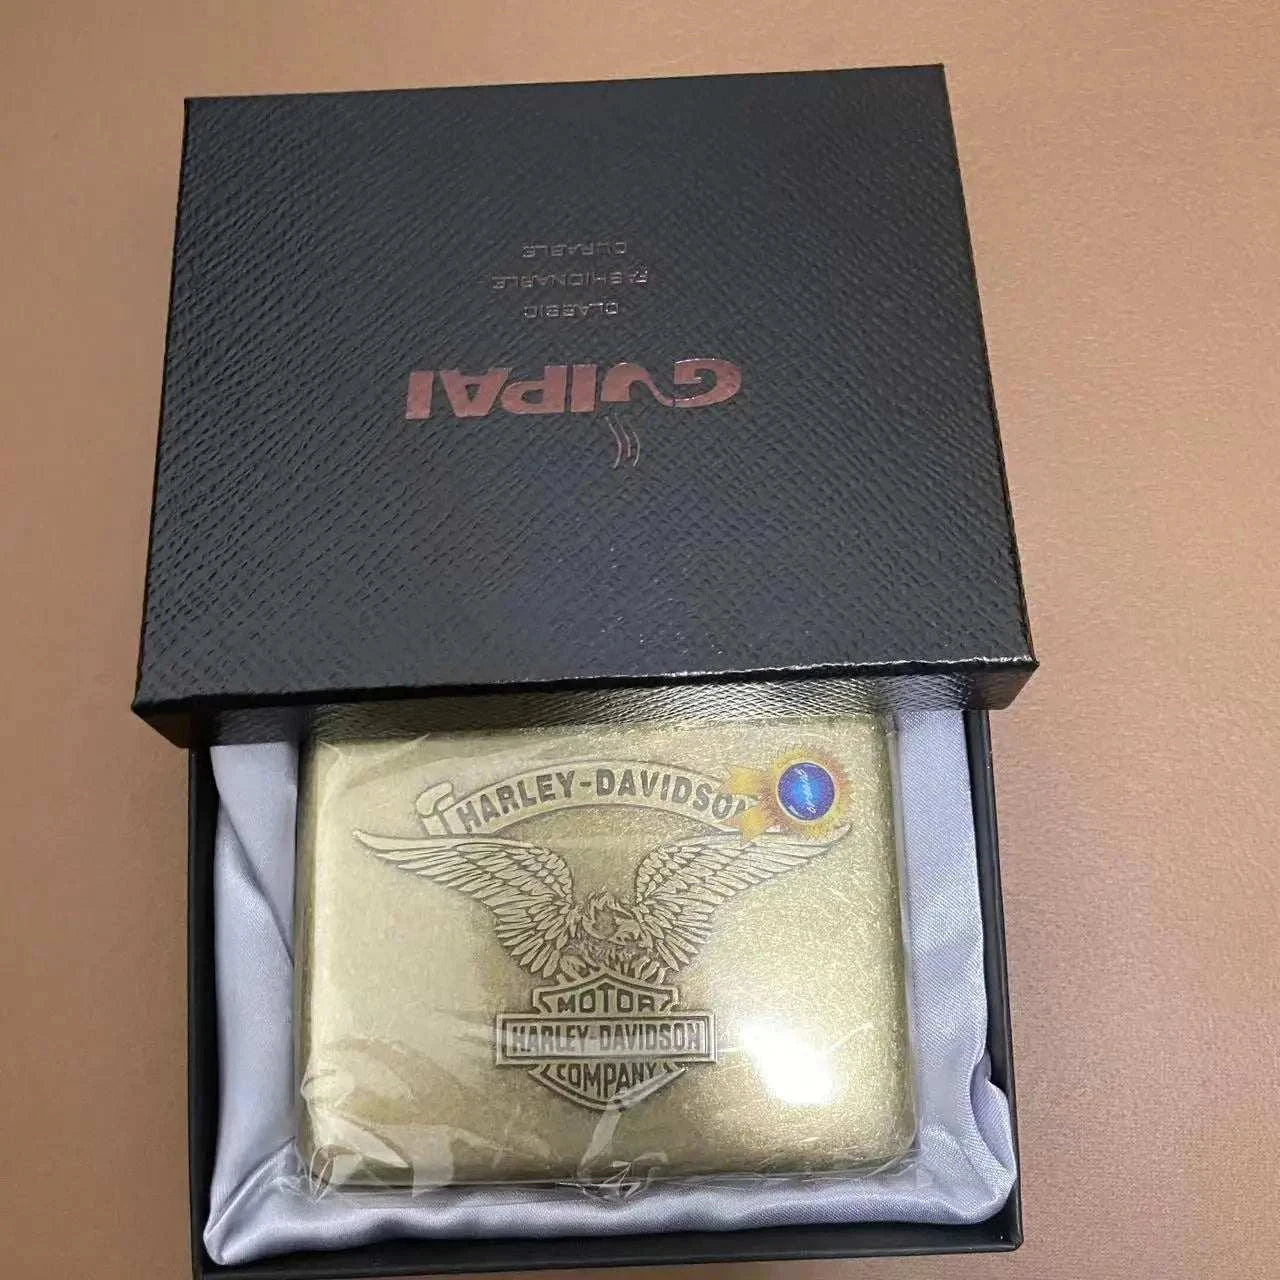 GUIPAI
CLASSIC
FASHIONABLE
DURABLE
HARLEY-DAVIDSON
MOTOR
HARLEY-DAVIDSON
COMPANY